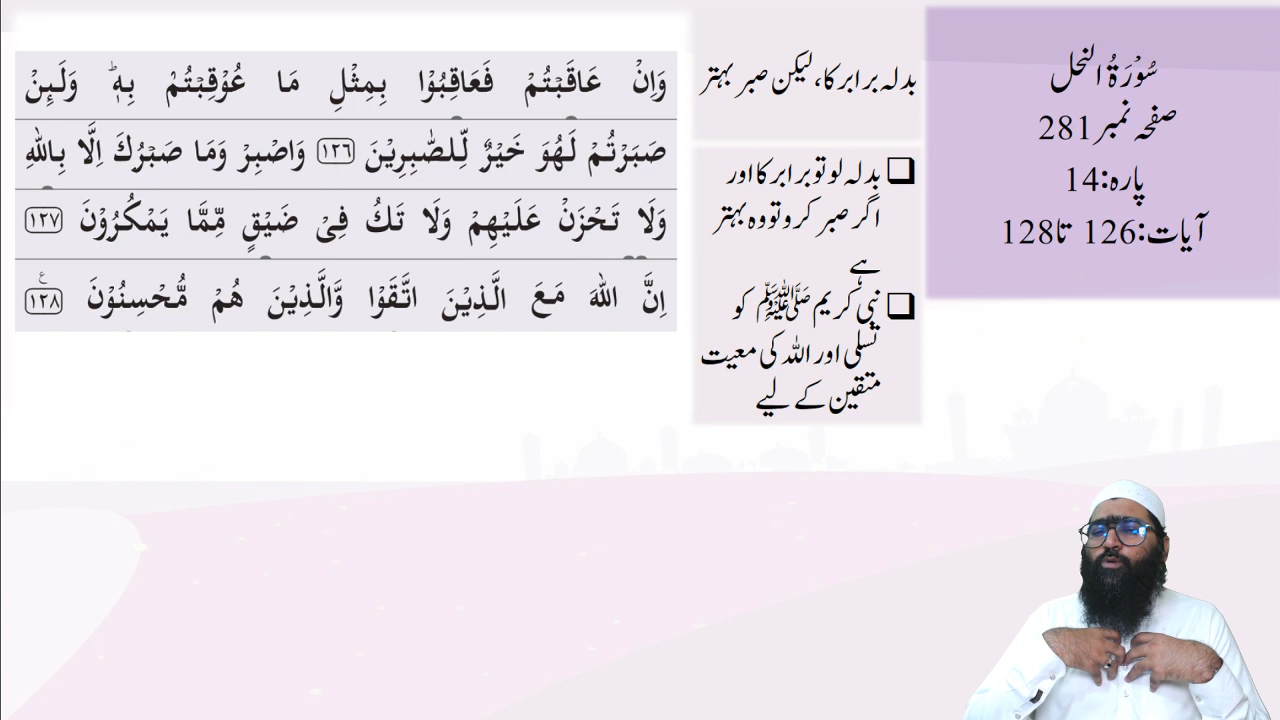 سُوْرَۃُ النحل
صفحہ نمبر 281
پارہ:14
آیات:126 تا 128
بدلہ برابر کا، لیکن صبر بہتر
❑ بدلہ لو تو برابر کا اور
اگر صبر کرو تو وہ بہتر
ہے
❑ نبی کریم ﷺ کو
تسلی اور اللہ کی معیت
متقین کے لیے
وَاِنْ عَاقَبْتُمْ فَعَاقِبُوْا بِمِثْلِ مَا عُوْقِبْتُمْ بِهٖ ؕ وَلَىِٕنْ
صَبَرْتُمْ لَهُوَ خَيْرٌ لِّلصّٰبِرِيْنَ ۝١٢٦ وَاصْبِرْ وَمَا صَبْرُكَ اِلَّا بِاللّٰهِ
وَلَا تَحْزَنْ عَلَيْهِمْ وَلَا تَكُ فِىْ ضَيْقٍ مِّمَّا يَمْكُرُوْنَ ۝١٢٧
اِنَّ اللّٰهَ مَعَ الَّذِيْنَ اتَّقَوْا وَّالَّذِيْنَ هُمْ مُّحْسِنُوْنَ ۝١٢٨ ع